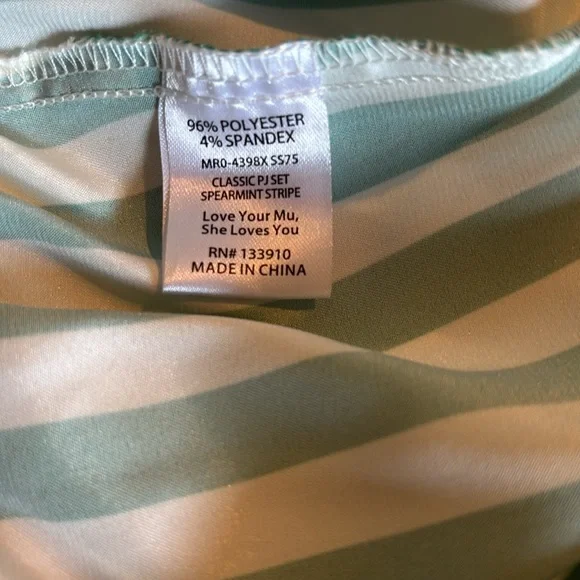 96% POLYESTER
4% SPANDEX
MR0-4398X SS75
CLASSIC PJ SET
SPEARMINT STRIPE
Love Your Mu,
She Loves You
RN# 133910
MADE IN CHINA